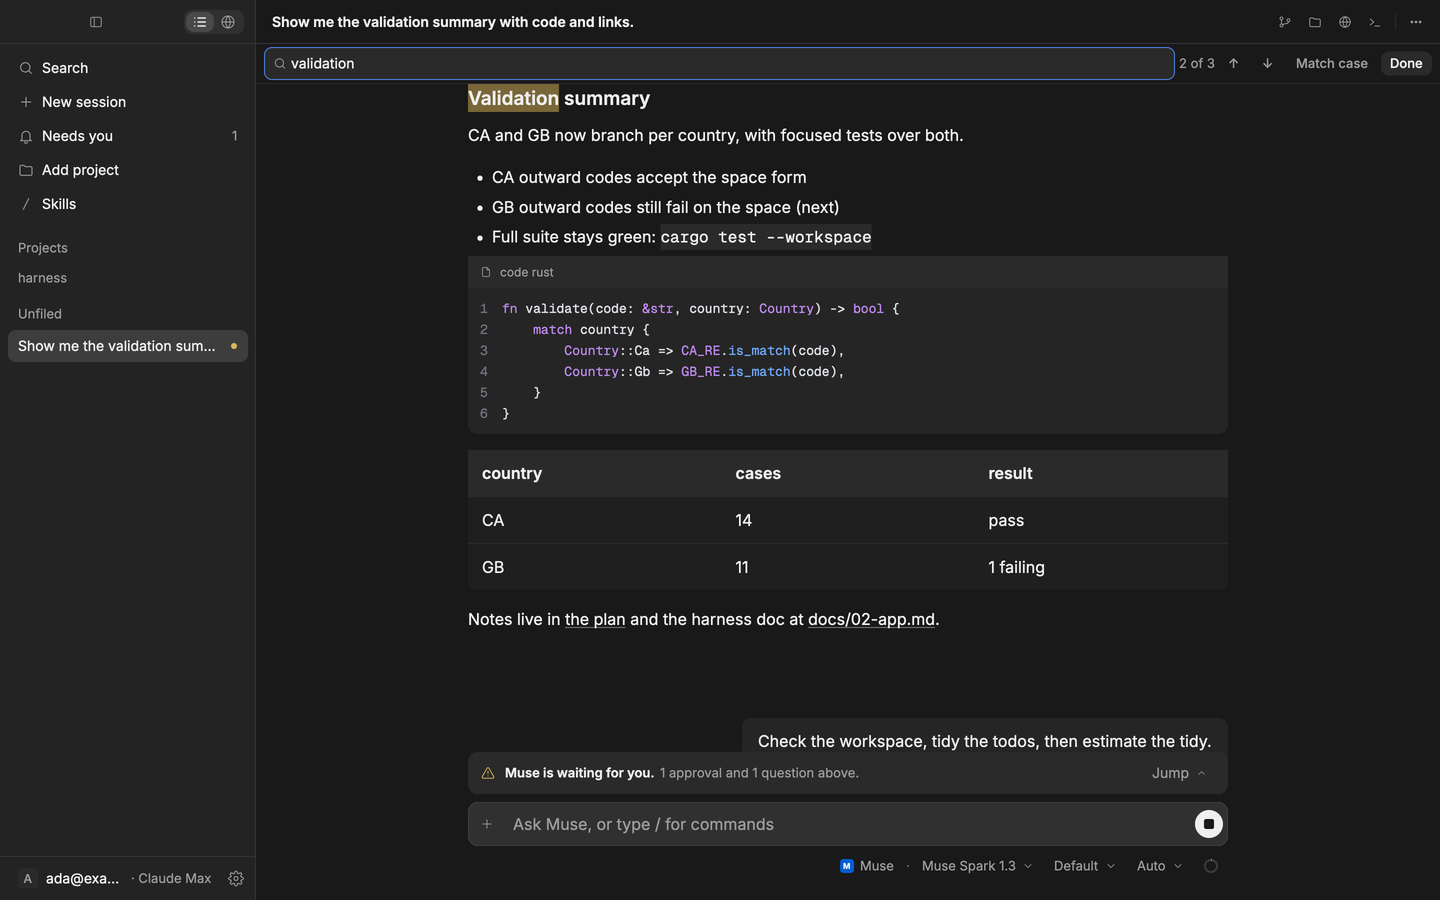 Show me the validation summary with code and links.
Search
New session
Needs you 1
Add project
Skills
Projects
harness
Unfiled
Show me the validation sum...
ada@exa... · Claude Max
A
validation
2 of 3
Match case
Done
Validation summary
CA and GB now branch per country, with focused tests over both.
• CA outward codes accept the space form
• GB outward codes still fail on the space (next)
• Full suite stays green: cargo test --workspace
code rust
1 fn validate(code: &str, country: Country) -> bool {
2     match country {
3         Country::Ca => CA_RE.is_match(code),
4         Country::Gb => GB_RE.is_match(code),
5     }
6 }
country cases result
CA 14 pass
GB 11 1 failing
Notes live in the plan and the harness doc at docs/02-app.md.
Check the workspace, tidy the todos, then estimate the tidy.
Muse is waiting for you. 1 approval and 1 question above. Jump
Ask Muse, or type / for commands
M Muse · Muse Spark 1.3 Default Auto